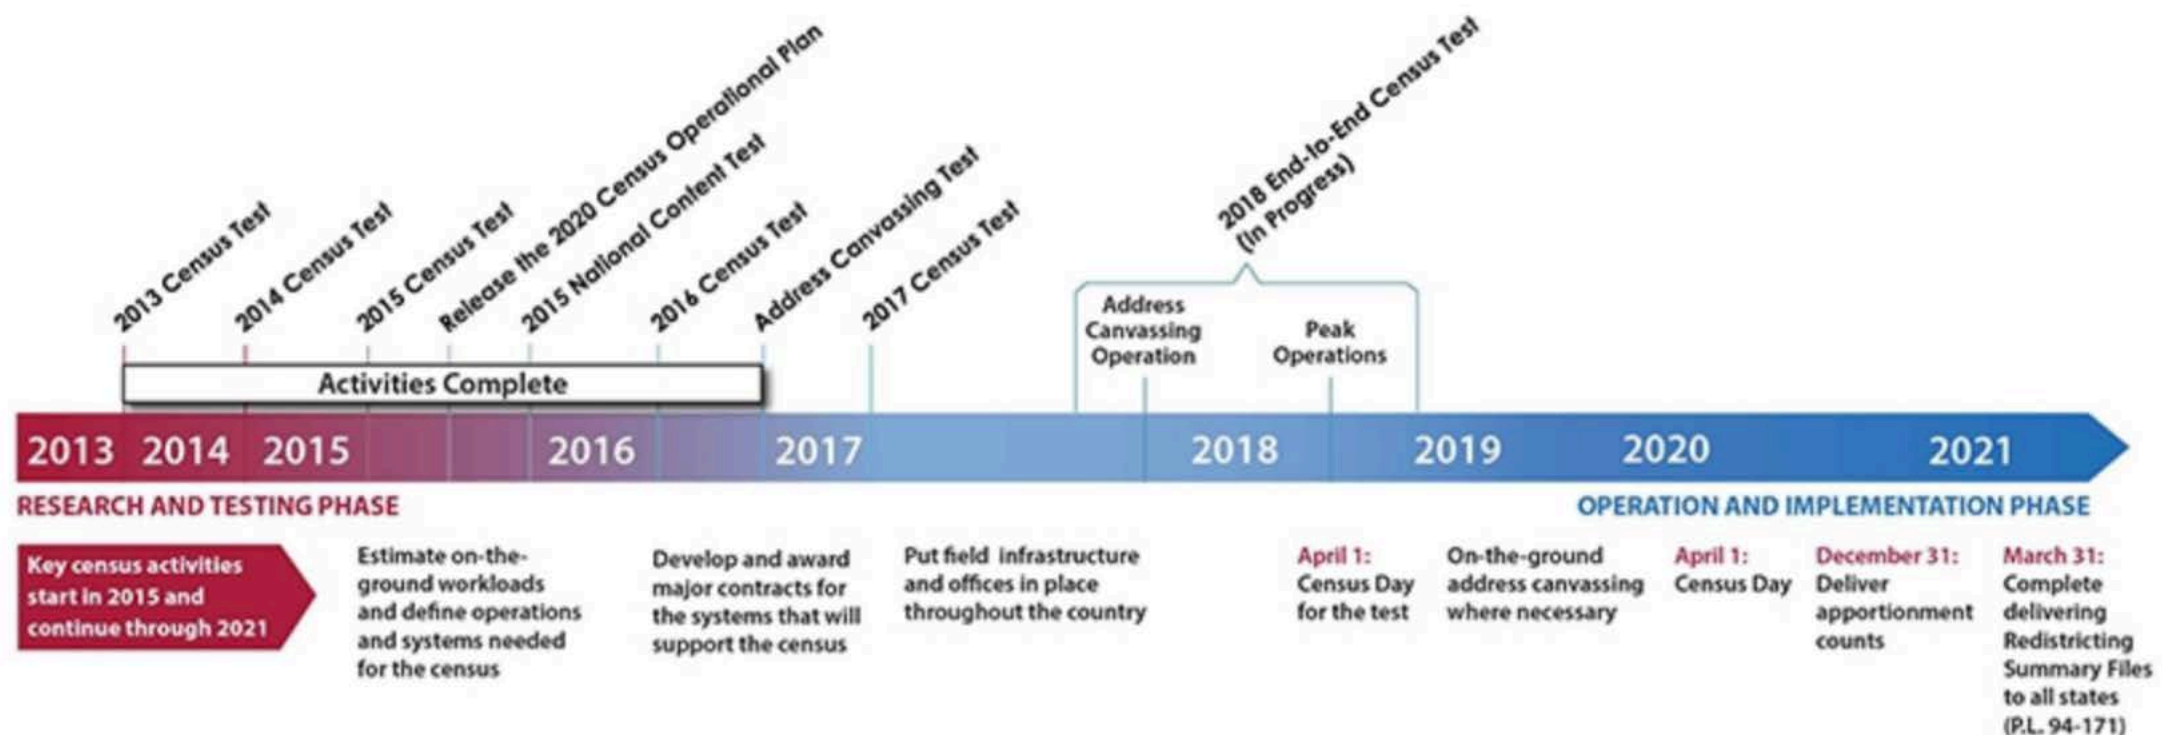 2013 Census Test
2014 Census Test
2015 Census Test
Release the 2020 Census Operational Plan
2015 National Content Test
2016 Census Test
Address Canvassing Test
2017 Census Test
2018 End-to-End Census Test
(In Progress)
Address
Canvassing
Operation
Peak
Operations
Activities Complete
2013 2014 2015 2016 2017 2018 2019 2020 2021
RESEARCH AND TESTING PHASE
OPERATION AND IMPLEMENTATION PHASE
Key census activities
start in 2015 and
continue through 2021
Estimate on-the-
ground workloads
and define operations
and systems needed
for the census
Develop and award
major contracts for
the systems that will
support the census
Put field infrastructure
and offices in place
throughout the country
April 1:
Census Day
for the test
On-the-ground
address canvassing
where necessary
April 1:
Census Day
December 31:
Deliver
apportionment
counts
March 31:
Complete
delivering
Redistricting
Summary Files
to all states
(P.L. 94-171)